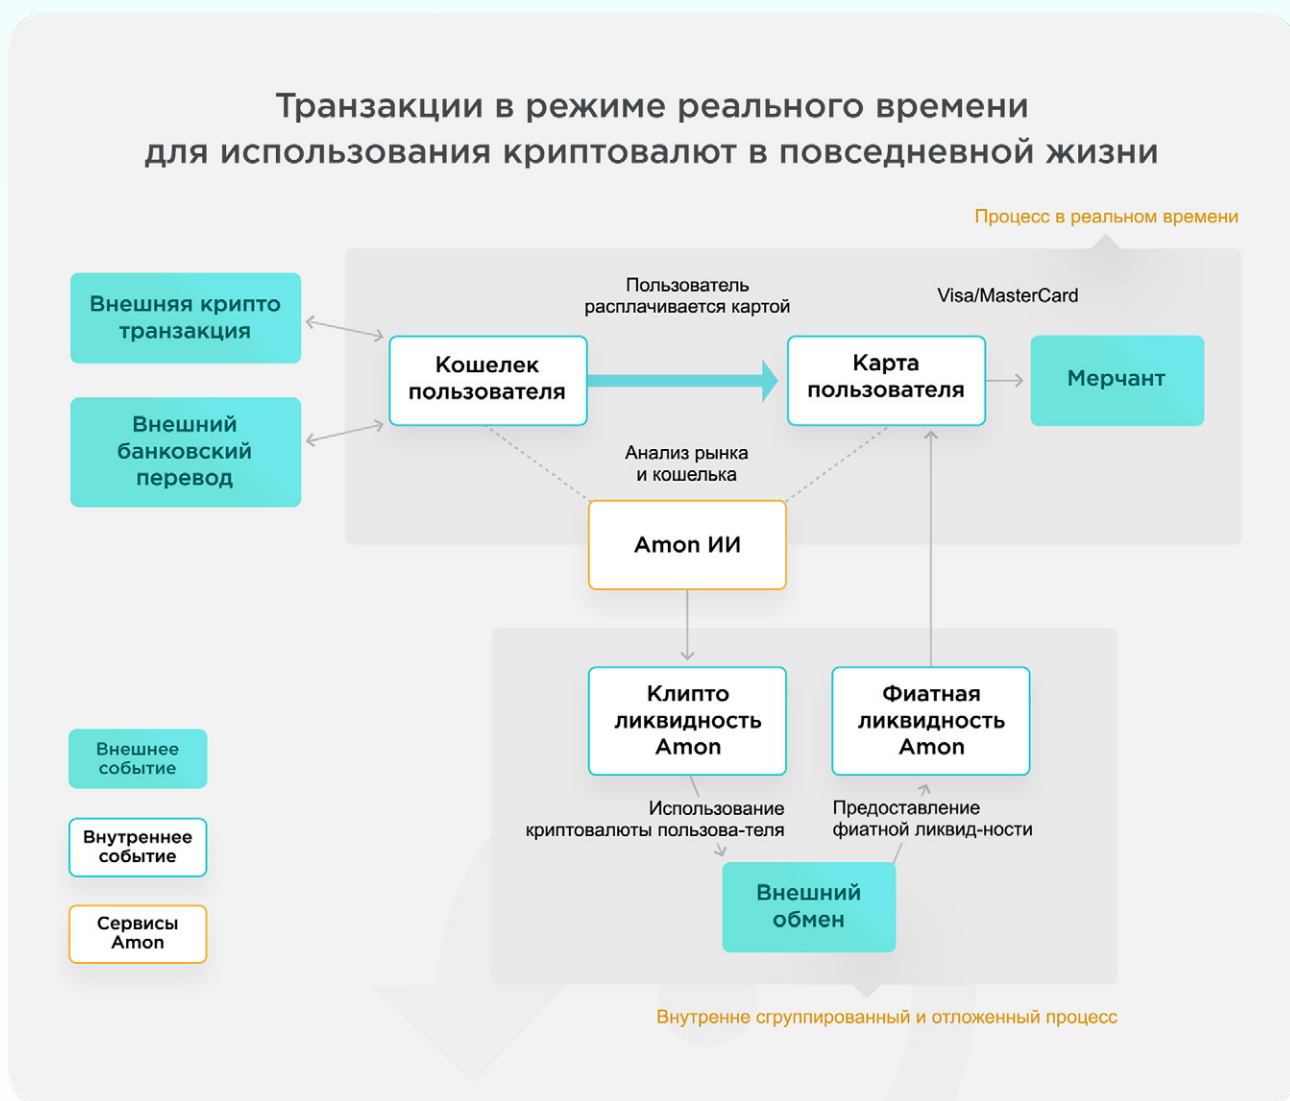 Транзакции в режиме реального времени
для использования криптовалют в повседневной жизни
Процесс в реальном времени
Внешняя крипто
транзакция
Пользователь
расплачивается картой
Visa/MasterCard
Кошелек
пользователя
Карта
пользователя
Мерчант
Внешний
банковский
перевод
Анализ рынка
и кошелька
Amon ИИ
Клипто
ликвидность
Amon
Фиатная
ликвидность
Amon
Внешнее
событие
Использование
криптовалюты пользова-теля
Предоставление
фиатной ликвид-ности
Внутреннее
событие
Внешний
обмен
Сервисы
Amon
Внутренне сгруппированный и отложенный процесс